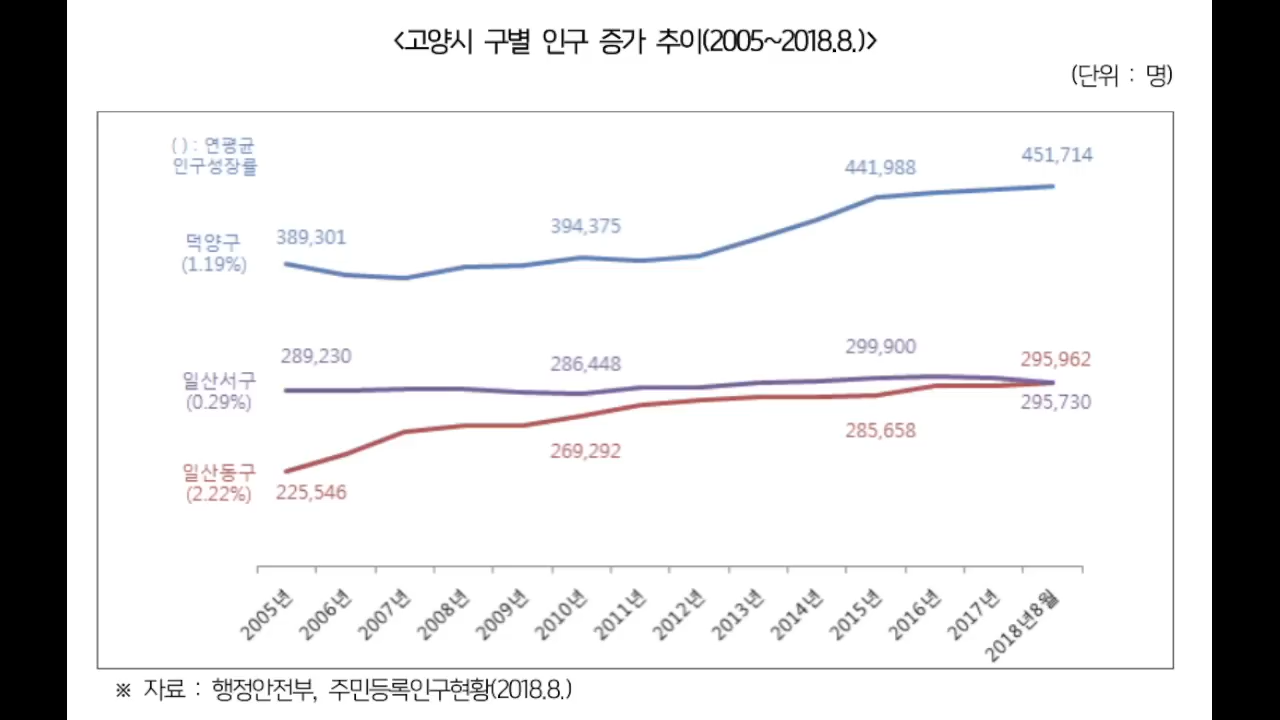 <고양시 구별 인구 증가 추이(2005~2018.8.)>
(단위 : 명)
( ) : 연평균
인구성장률
451,714
441,988
394,375
389,301
덕양구
(1.19%)
299,900
295,962
289,230
286,448
일산서구
(0.29%)
295,730
285,658
269,292
일산동구
(2.22%)
225,546
2005년 2006년 2007년 2008년 2009년 2010년 2011년 2012년 2013년 2014년 2015년 2016년 2017년 2018년8월
※ 자료 : 행정안전부, 주민등록인구현황(2018.8.)